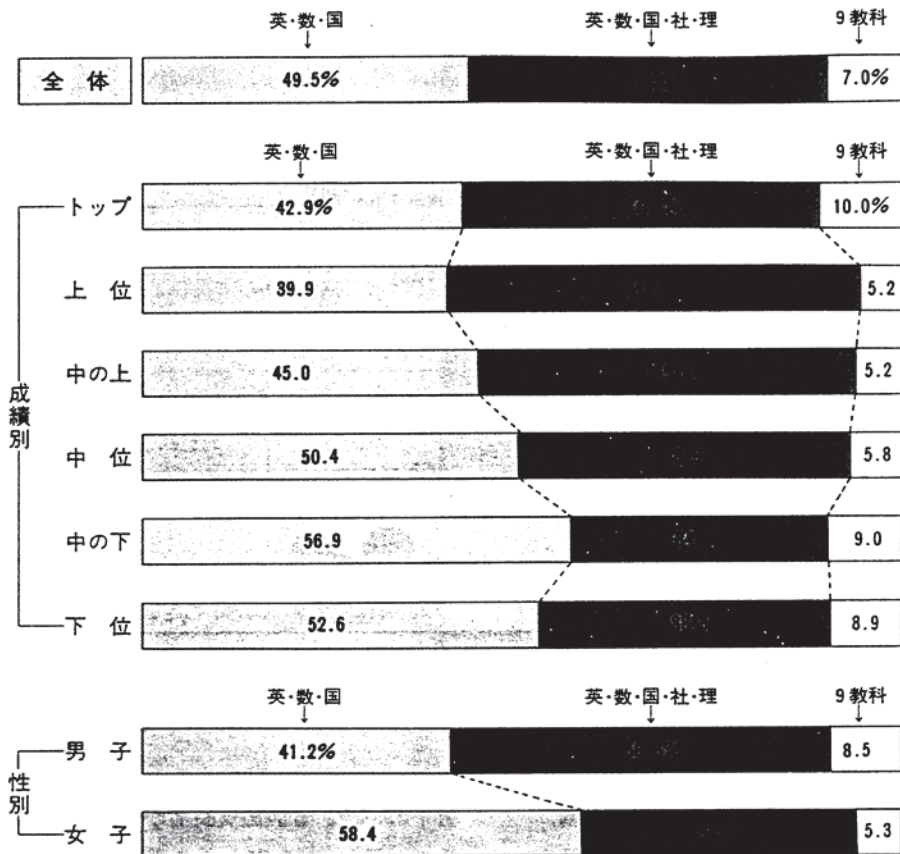 英・数・国 英・数・国・社・理 9教科
全体 49.5% 7.0%
英・数・国 英・数・国・社・理 9教科
成績別
トップ 42.9% 10.0%
上位 39.9 5.2
中の上 45.0 5.2
中位 50.4 5.8
中の下 56.9 9.0
下位 52.6 8.9
英・数・国 英・数・国・社・理 9教科
性別
男子 41.2% 8.5
女子 58.4 5.3